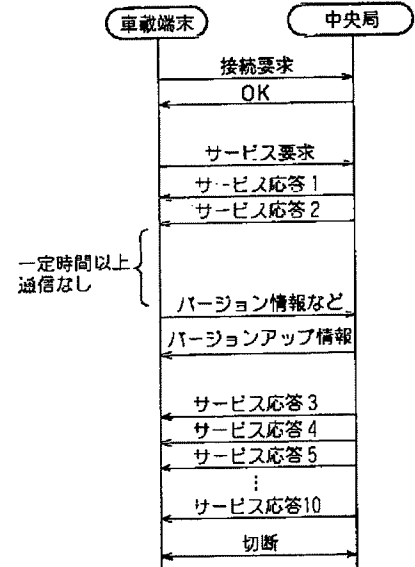 車載端末
中央局
接続要求
OK
サービス要求
サービス応答1
サービス応答2
一定時間以上
通信なし
バージョン情報など
バージョンアップ情報
サービス応答3
サービス応答4
サービス応答5
⋮
サービス応答10
切断